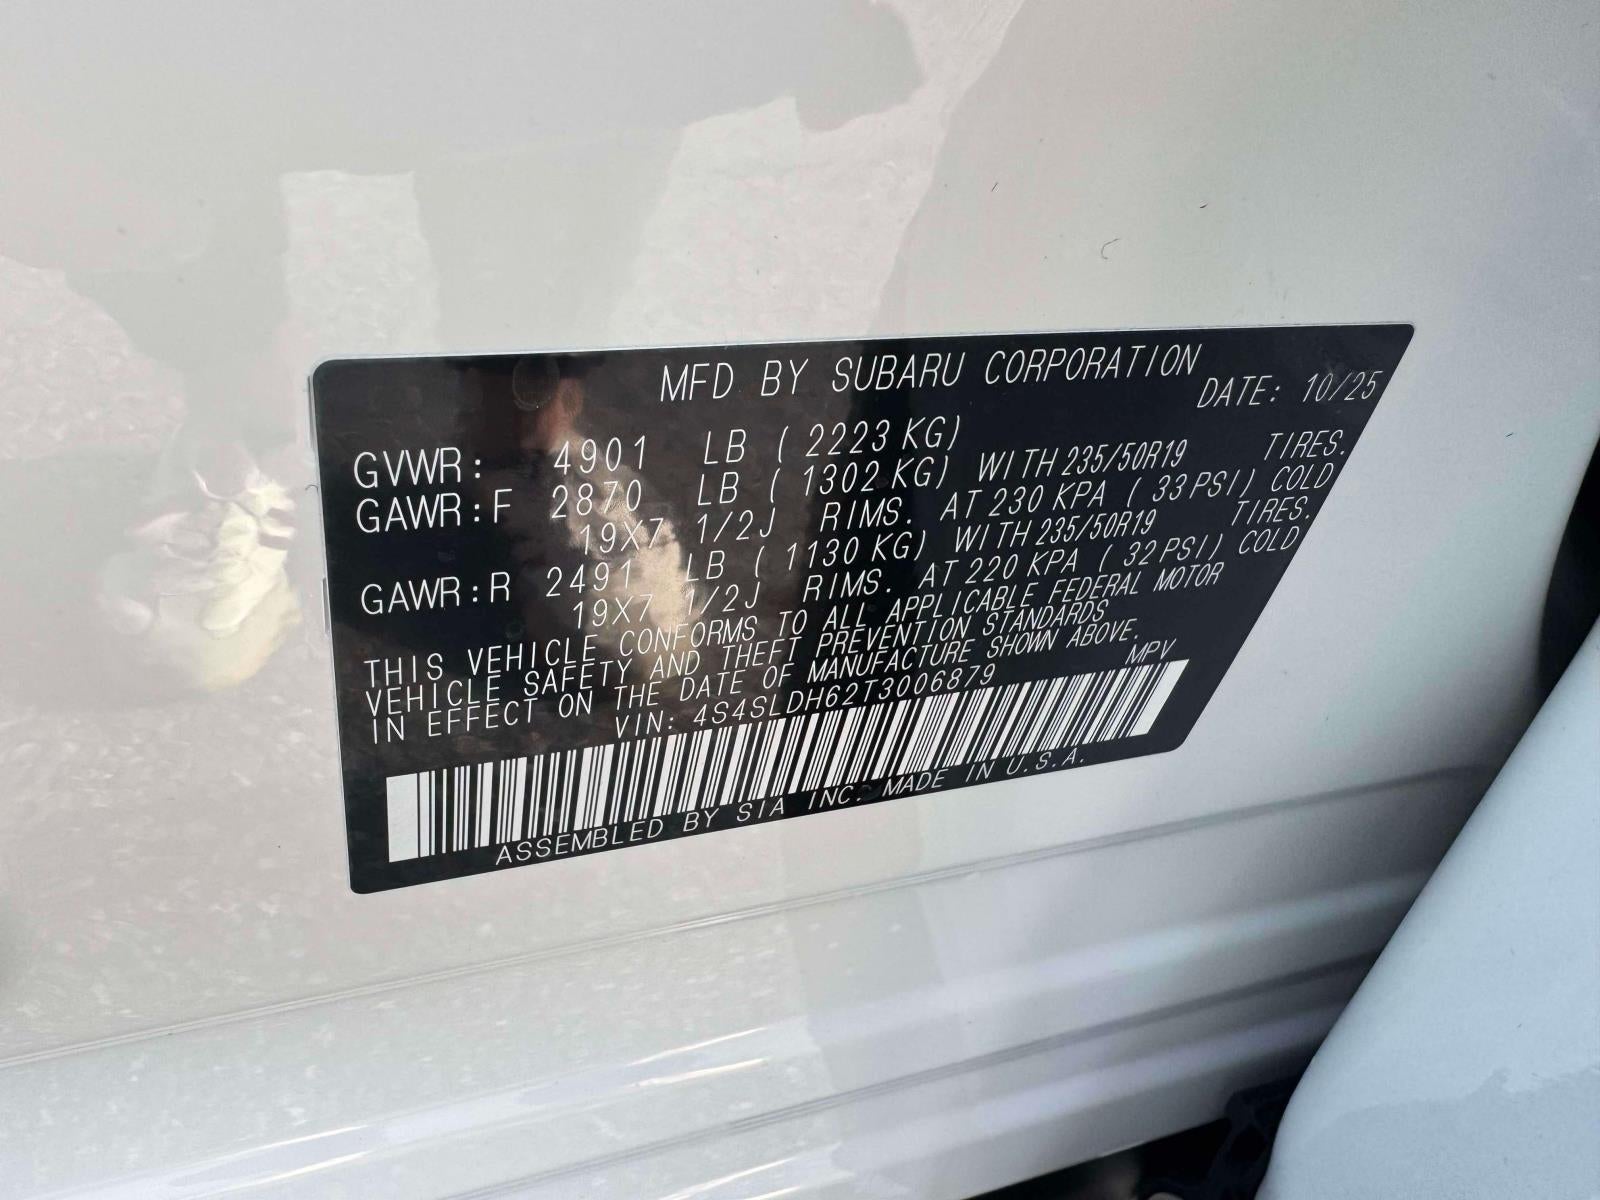 MFD BY SUBARU CORPORATION
DATE: 10/25
GVWR: 4901 LB ( 2223 KG)
GAWR:F 2870 LB ( 1302 KG) WITH 235/50R19 TIRES.
19X7 1/2J RIMS. AT 230 KPA ( 33 PSI) COLD
GAWR:R 2491 LB ( 1130 KG) WITH 235/50R19 TIRES.
19X7 1/2J RIMS. AT 220 KPA ( 32 PSI) COLD
THIS VEHICLE CONFORMS TO ALL APPLICABLE FEDERAL MOTOR
VEHICLE SAFETY AND THEFT PREVENTION STANDARDS
IN EFFECT ON THE DATE OF MANUFACTURE SHOWN ABOVE.
VIN: 4S4SLDH62T3006879 MPV
ASSEMBLED BY SIA INC. MADE IN U.S.A.